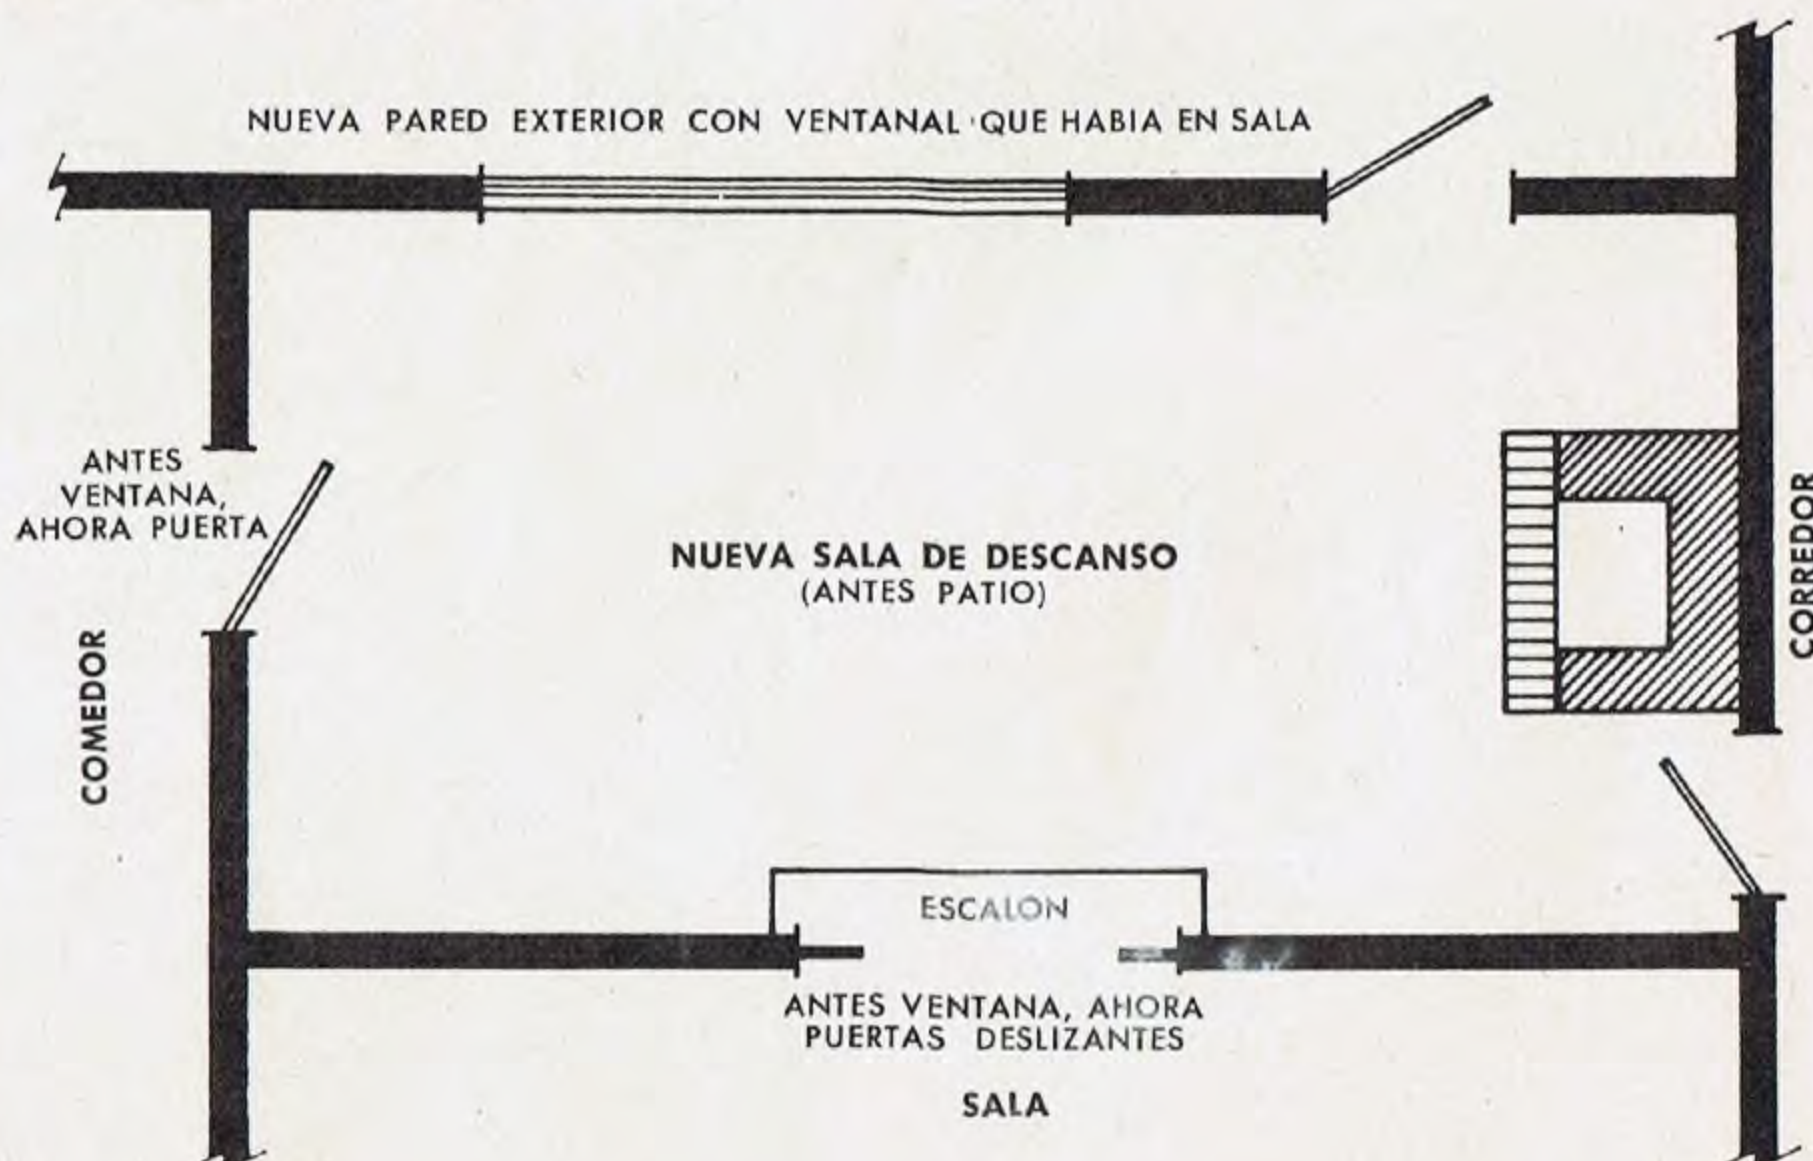 NUEVA PARED EXTERIOR CON VENTANAL QUE HABIA EN SALA
ANTES
VENTANA,
AHORA PUERTA
COMEDOR
NUEVA SALA DE DESCANSO
(ANTES PATIO)
CORREDOR
ESCALON
ANTES VENTANA, AHORA
PUERTAS DESLIZANTES
SALA